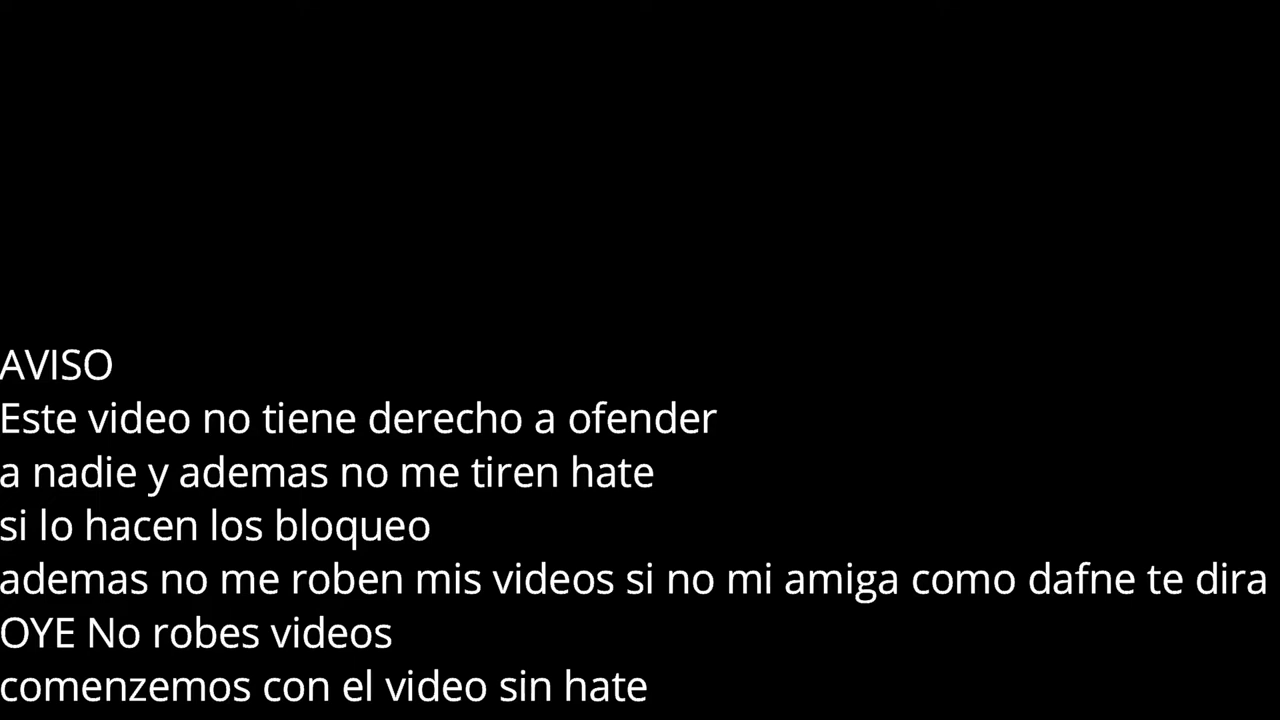 AVISO
Este video no tiene derecho a ofender
a nadie y ademas no me tiren hate
si lo hacen los bloqueo
ademas no me roben mis videos si no mi amiga como dafne te dira
OYE No robes videos
comenzemos con el video sin hate